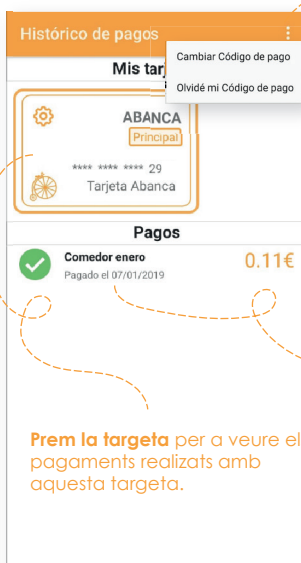 Histórico de pagos
Cambiar Código de pago
Olvidé mi Código de pago
Mis tarj
ABANCA
Principal
**** **** **** 29
Tarjeta Abanca
Pagos
Comedor enero
0.11€
Pagado el 07/01/2019
Prem la targeta per a veure el
pagaments realizats amb
aquesta targeta.